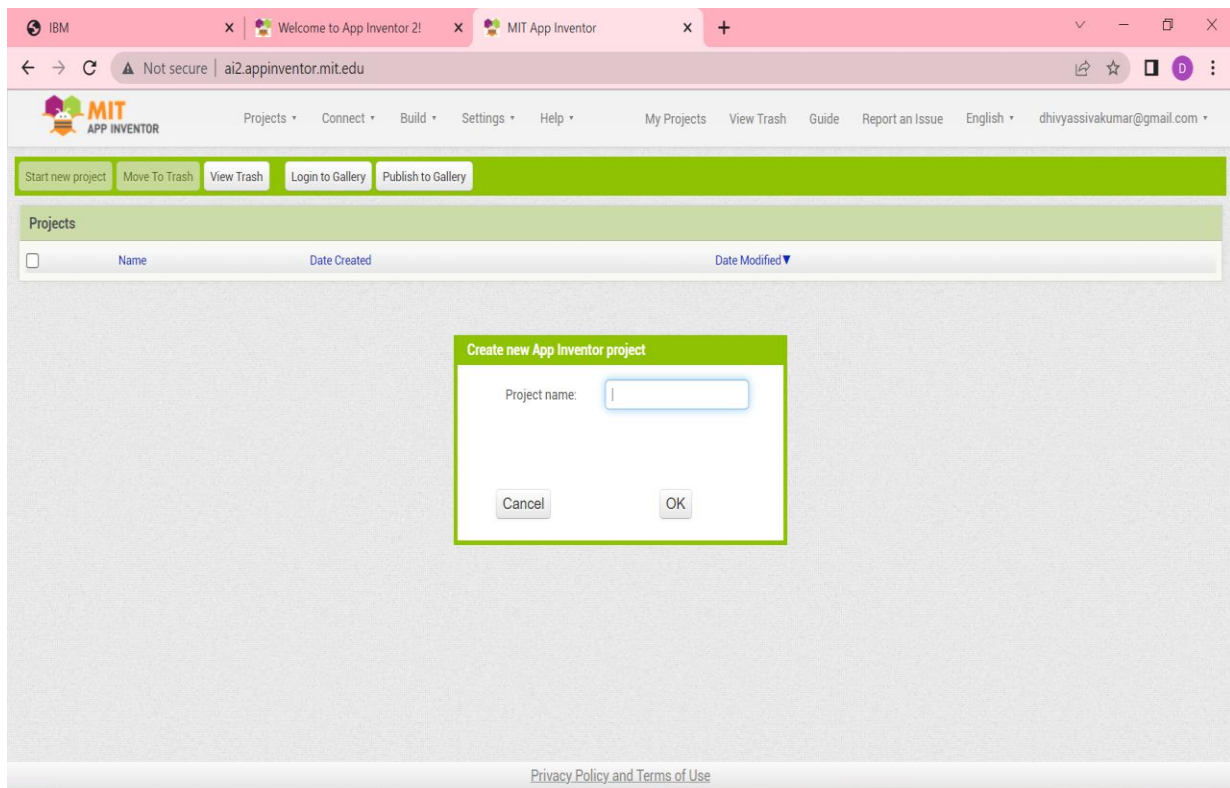 IBM Welcome to App Inventor 2! MIT App Inventor
Not secure ai2.appinventor.mit.edu D
MIT APP INVENTOR Projects Connect Build Settings Help My Projects View Trash Guide Report an Issue English dhivyassivakumar@gmail.com
Start new project Move To Trash View Trash Login to Gallery Publish to Gallery
Projects
Name Date Created Date Modified
Create new App Inventor project
Project name:
Cancel OK
Privacy Policy and Terms of Use